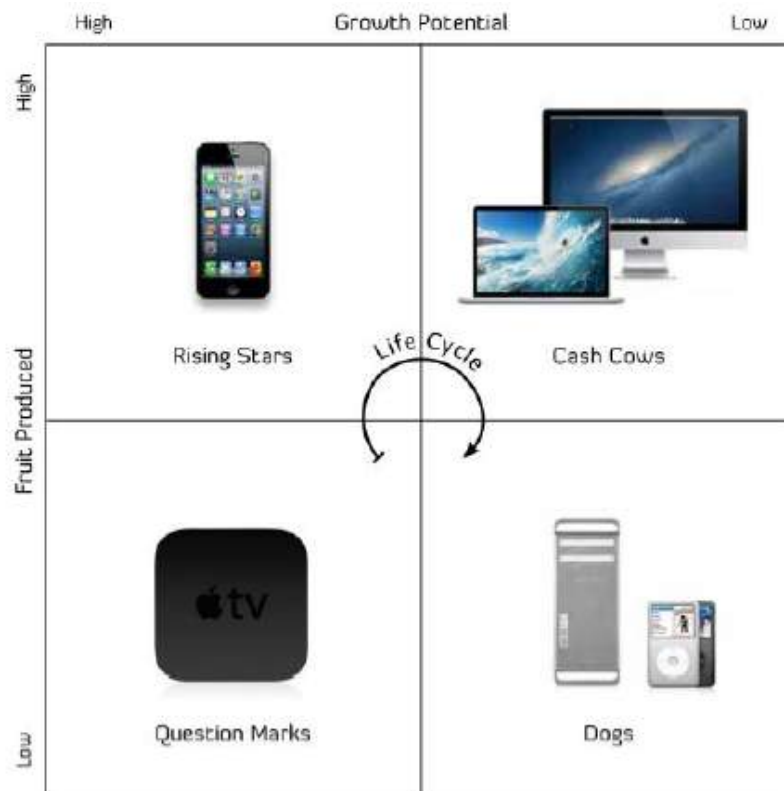 High Growth Potential Low
High
Rising Stars
Cash Cows
Life Cycle
Fruit Produced
tv
Question Marks
Dogs
Low